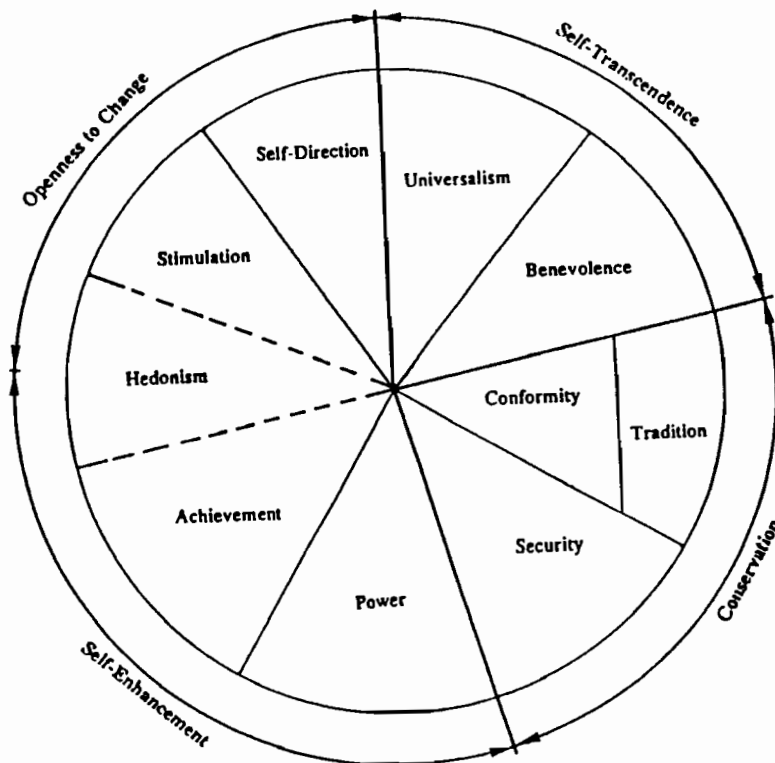 Openness to Change
Self-Transcendence
Self-Direction
Universalism
Stimulation
Benevolence
Hedonism
Conformity
Tradition
Achievement
Security
Power
Conservation
Self-Enhancement